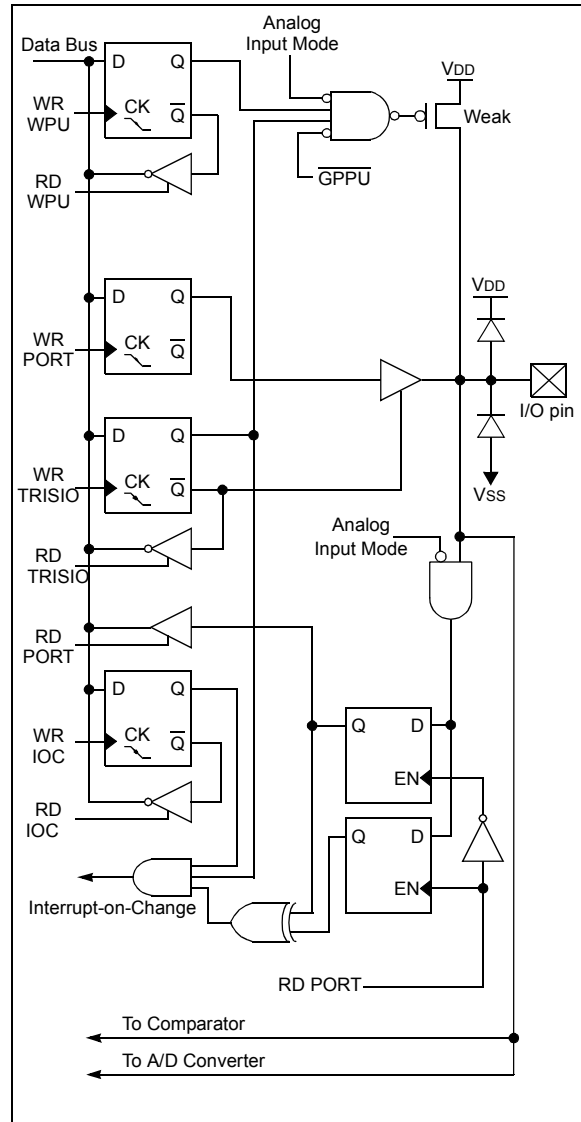 Analog
Input Mode
Data Bus
D Q
VDD
WR
WPU
CK
Q
Weak
RD
WPU
GPPU
D Q
VDD
WR
PORT
CK
Q
I/O pin
D Q
WR
TRISIO
CK
Q
VSS
RD
TRISIO
Analog
Input Mode
RD
PORT
D Q
Q D
WR
IOC
CK
Q
EN
RD
IOC
Q D
Interrupt-on-Change
EN
RD PORT
To Comparator
To A/D Converter